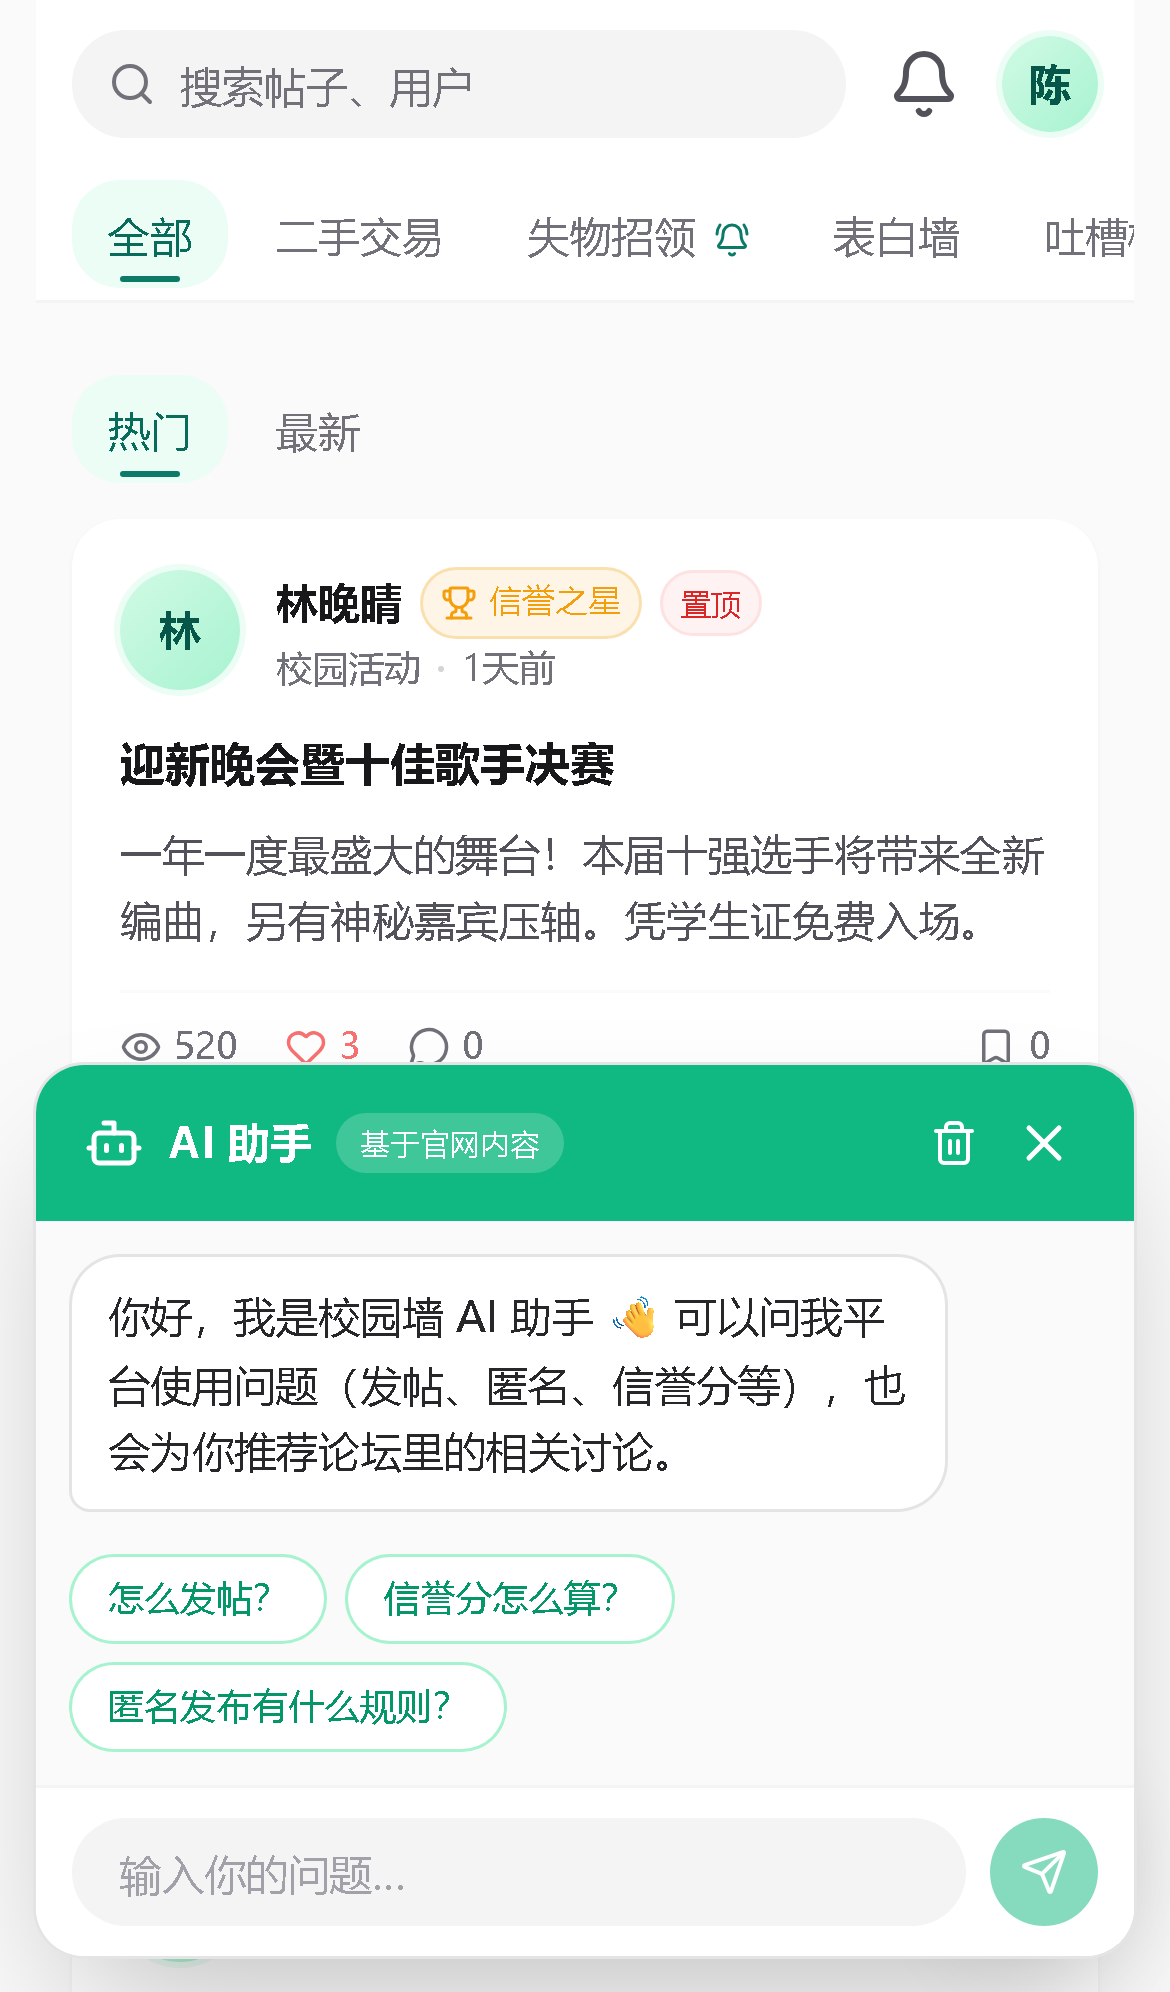 搜索帖子、用户
陈
全部 二手交易 失物招领 表白墙 吐槽
热门 最新
林
林晚晴 信誉之星 置顶
校园活动 · 1天前
迎新晚会暨十佳歌手决赛
一年一度最盛大的舞台！本届十强选手将带来全新
编曲，另有神秘嘉宾压轴。凭学生证免费入场。
520 3 0 0
AI 助手 基于官网内容
你好，我是校园墙 AI 助手 👋 可以问我平
台使用问题（发帖、匿名、信誉分等），也
会为你推荐论坛里的相关讨论。
怎么发帖？ 信誉分怎么算？
匿名发布有什么规则？
输入你的问题...